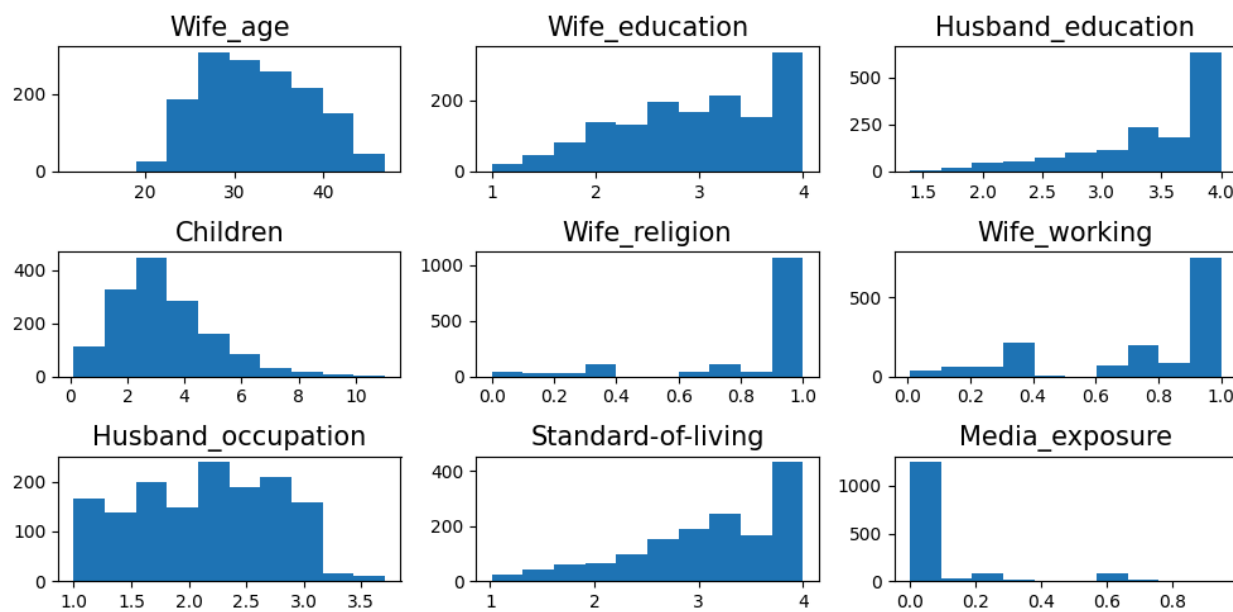 Wife_age Wife_education Husband_education
200
0
20 30 40
200
0
1 2 3 4
500
250
0
1.5 2.0 2.5 3.0 3.5 4.0
Children Wife_religion Wife_working
400
200
0
0 2 4 6 8 10
1000
500
0
0.0 0.2 0.4 0.6 0.8 1.0
500
0
0.0 0.2 0.4 0.6 0.8 1.0
Husband_occupation Standard-of-living Media_exposure
200
100
0
1.0 1.5 2.0 2.5 3.0 3.5
400
200
0
1 2 3 4
1000
500
0
0.0 0.2 0.4 0.6 0.8